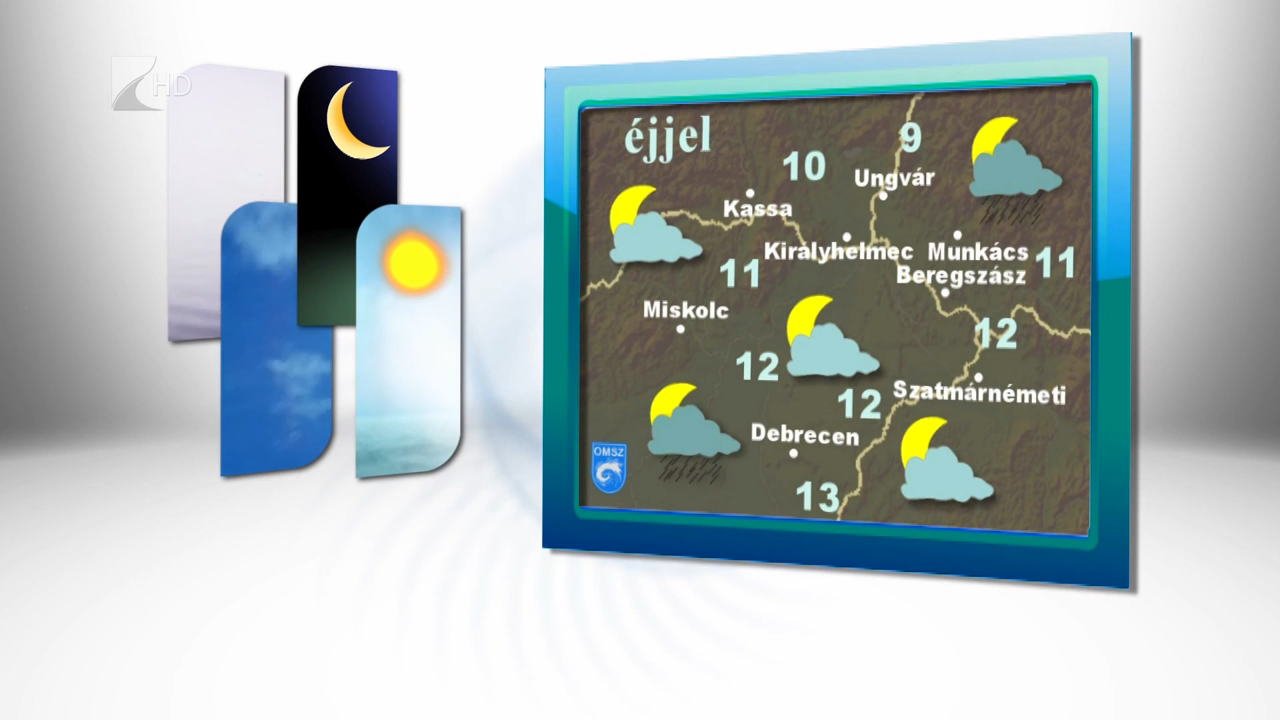 HD
éjjel
9
10
Ungvár
Kassa
Királyhelmec
Munkács
11
Beregszász
11
Miskolc
12
12
12
Szatmárnémeti
Debrecen
OMSZ
13